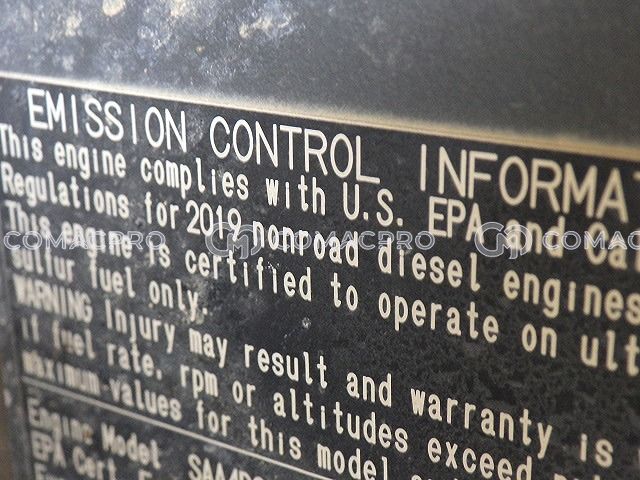 EMISSION CONTROL INFORMAT
This engine complies with U.S. EPA and Cal
Regulations for 2019 nonroad diesel engines
This engine is certified to operate on ult
sulfur fuel only.
WARNING Injury may result and warranty is
if fuel rate, rpm or altitudes exceed
maximum values for this model
Engine Model SAA4D
EPA Cert.
COMACPRO COMACPRO COMACPRO